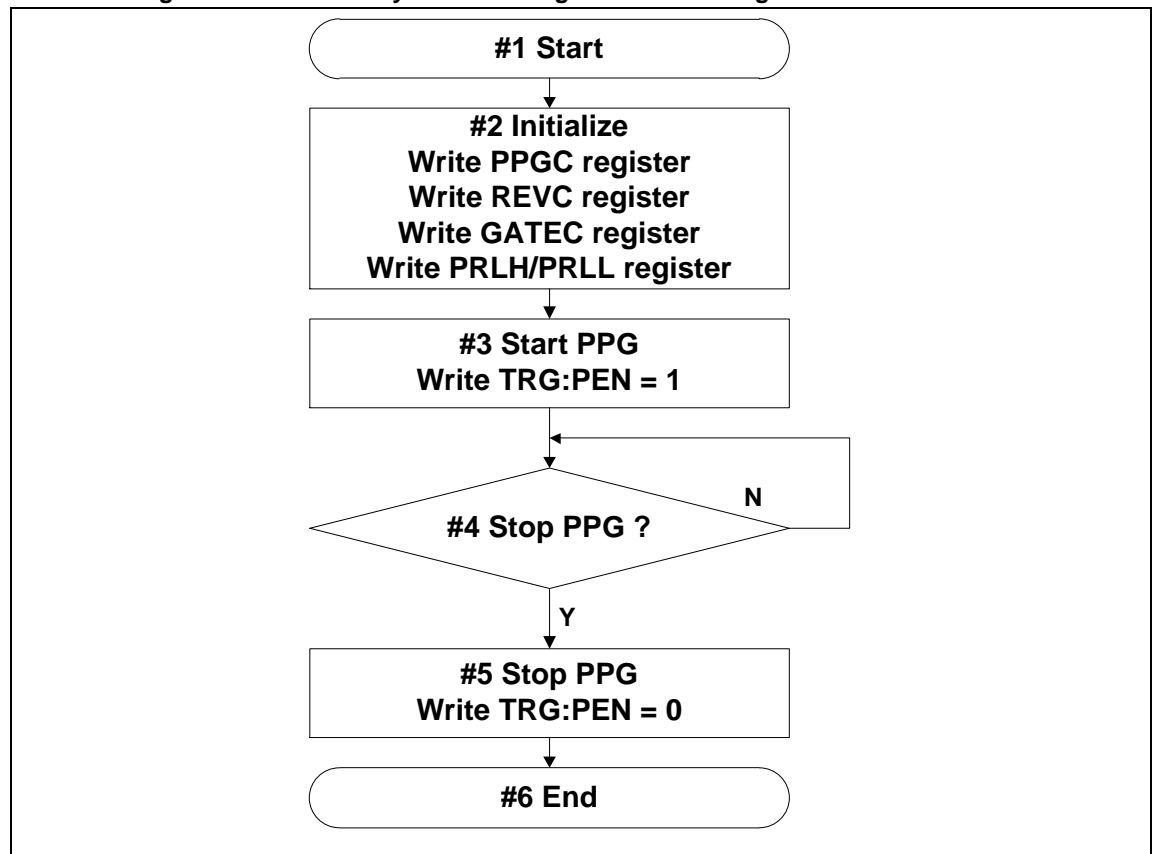 #1 Start
#2 Initialize
Write PPGC register
Write REVC register
Write GATEC register
Write PRLH/PRLL register
#3 Start PPG
Write TRG:PEN = 1
N
#4 Stop PPG ?
Y
#5 Stop PPG
Write TRG:PEN = 0
#6 End